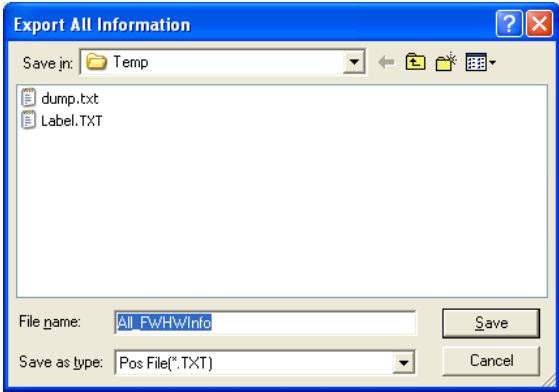 Export All Information
Save in: Temp
dump.txt
Label.TXT
File name: All_FWHWInfo Save
Save as type: Pos File(*.TXT) Cancel